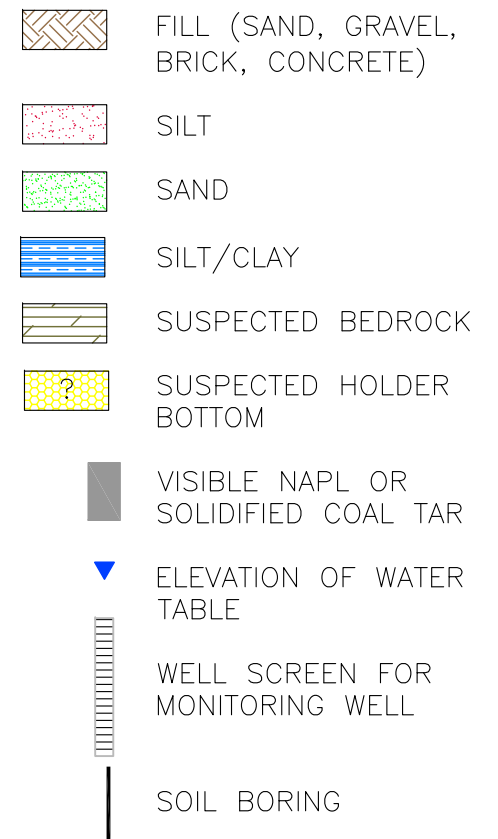 FILL (SAND, GRAVEL,
BRICK, CONCRETE)
SILT
SAND
SILT/CLAY
SUSPECTED BEDROCK
?
SUSPECTED HOLDER
BOTTOM
VISIBLE NAPL OR
SOLIDIFIED COAL TAR
ELEVATION OF WATER
TABLE
WELL SCREEN FOR
MONITORING WELL
SOIL BORING